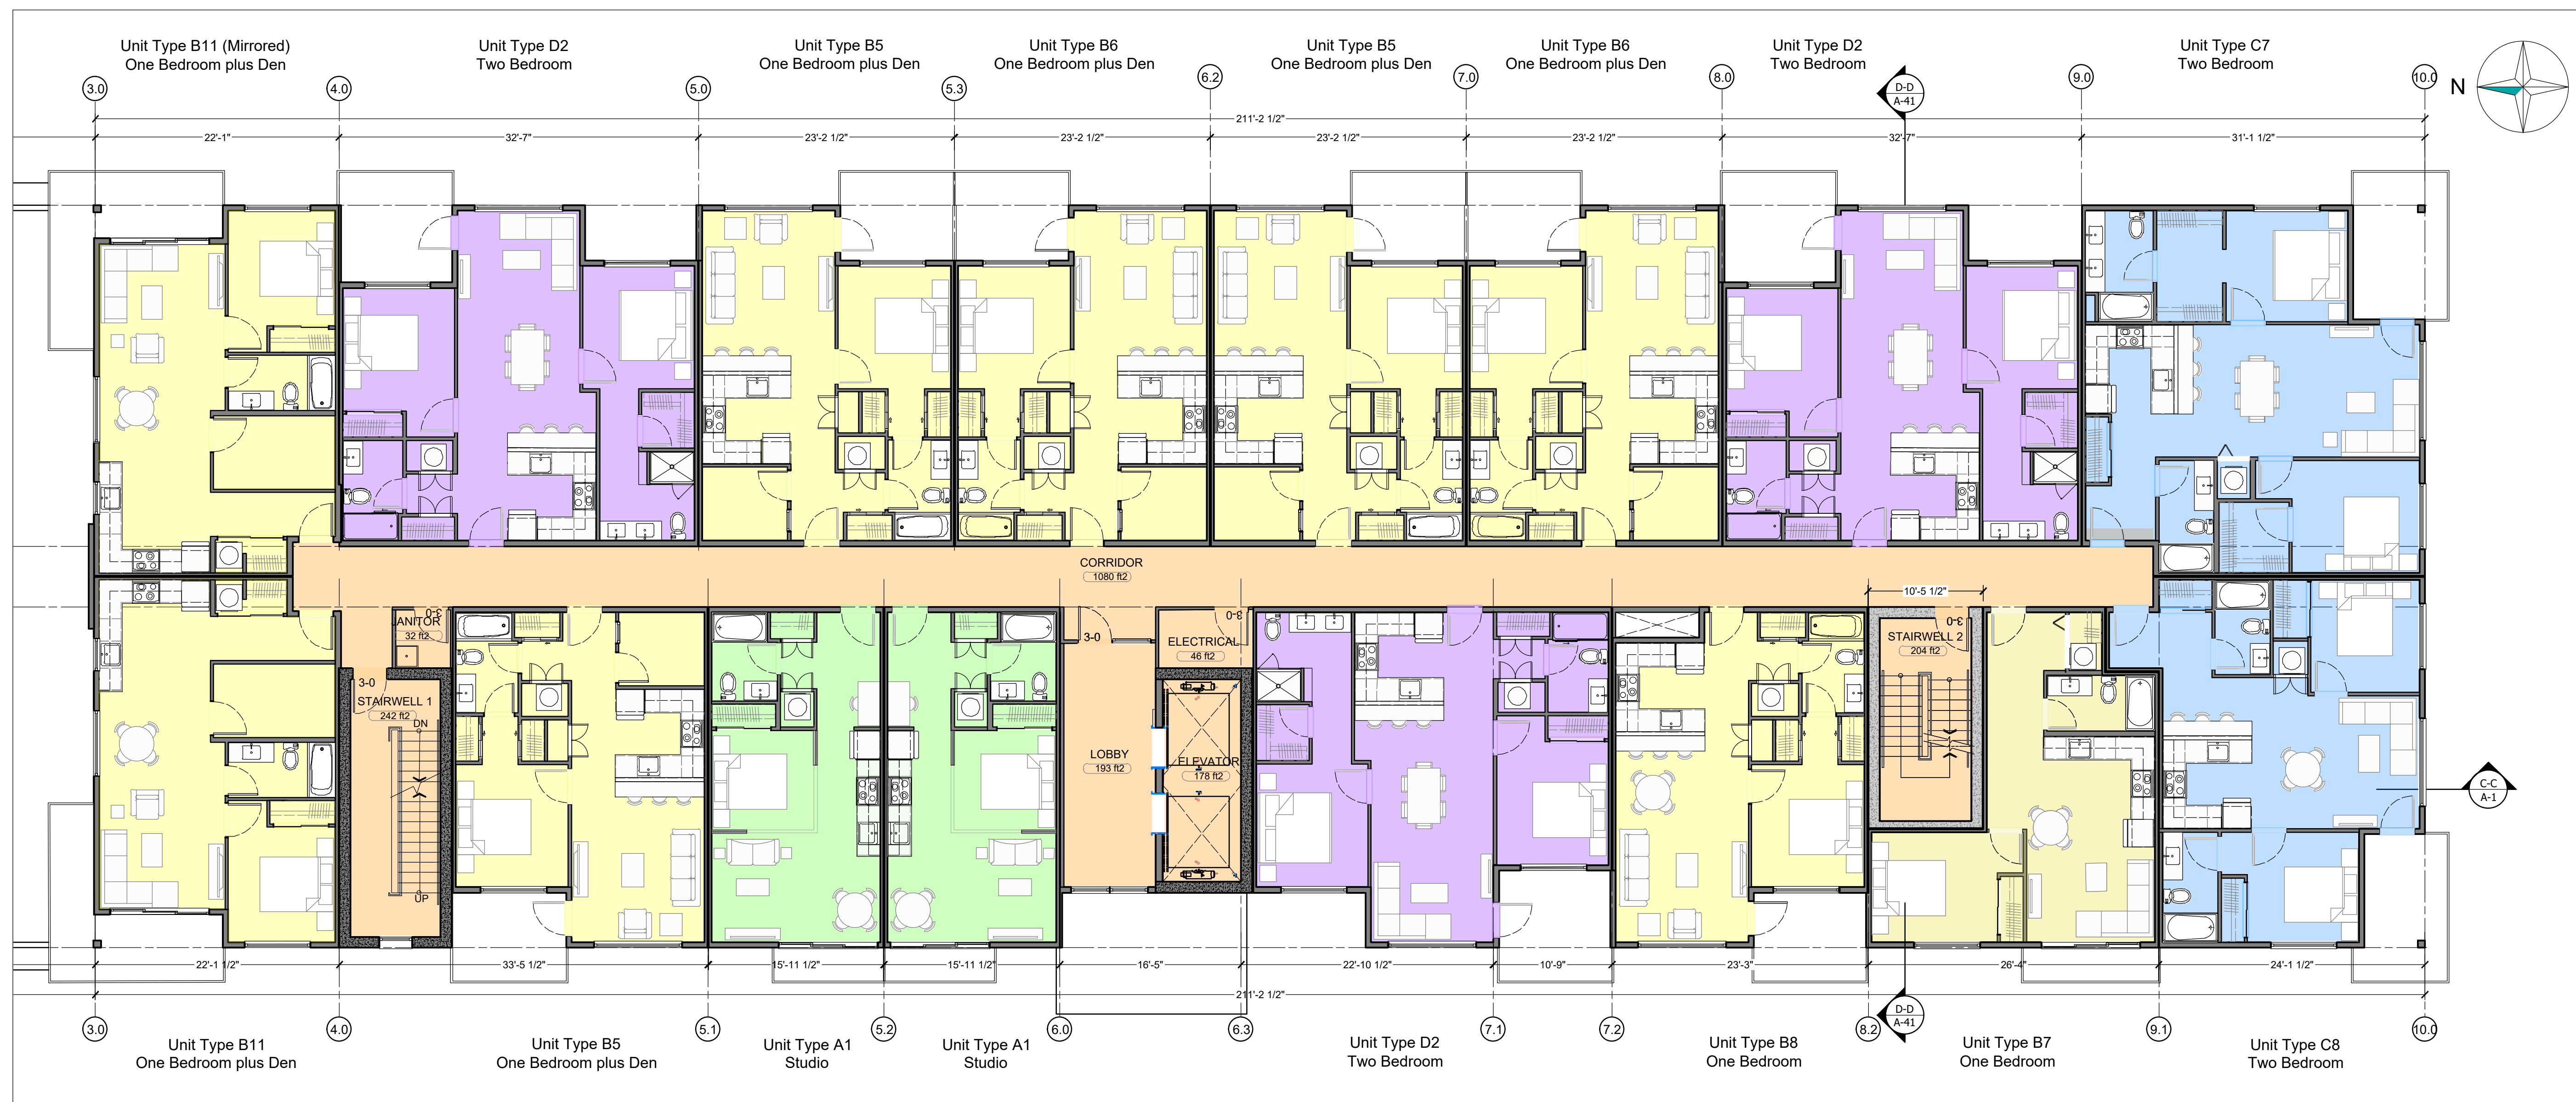 Unit Type B11 (Mirrored)
One Bedroom plus Den
Unit Type D2
Two Bedroom
Unit Type B5
One Bedroom plus Den
Unit Type B6
One Bedroom plus Den
Unit Type B5
One Bedroom plus Den
Unit Type B6
One Bedroom plus Den
Unit Type D2
Two Bedroom
Unit Type C7
Two Bedroom
3.0
4.0
5.0
5.3
6.2
7.0
8.0
D-D
A-41
9.0
10.0
N
211'-2 1/2"
22'-1"
32'-7"
23'-2 1/2"
23'-2 1/2"
23'-2 1/2"
23'-2 1/2"
32'-7"
31'-1 1/2"
CORRIDOR
1080 ft2
10'-5 1/2"
3-0
JANITOR
32 ft2
3-0
3-0
ELECTRICAL
46 ft2
3-0
STAIRWELL 2
204 ft2
3-0
STAIRWELL 1
242 ft2
DN
UP
LOBBY
193 ft2
ELEVATOR
178 ft2
C-C
A-1
22'-1 1/2"
33'-5 1/2"
15'-11 1/2"
15'-11 1/2"
16'-5"
22'-10 1/2"
10'-9"
23'-3"
26'-4"
24'-1 1/2"
211'-2 1/2"
3.0
4.0
5.1
5.2
6.0
6.3
7.1
7.2
8.2
D-D
A-41
9.1
10.0
Unit Type B11
One Bedroom plus Den
Unit Type B5
One Bedroom plus Den
Unit Type A1
Studio
Unit Type A1
Studio
Unit Type D2
Two Bedroom
Unit Type B8
One Bedroom
Unit Type B7
One Bedroom
Unit Type C8
Two Bedroom